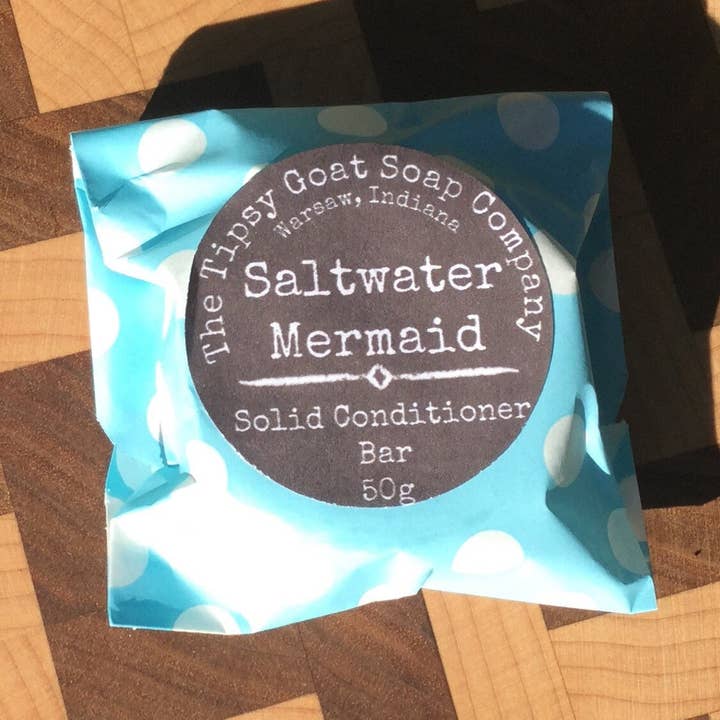 The Tipsy Goat Soap Company
Warsaw, Indiana
Saltwater
Mermaid
Solid Conditioner
Bar
50g